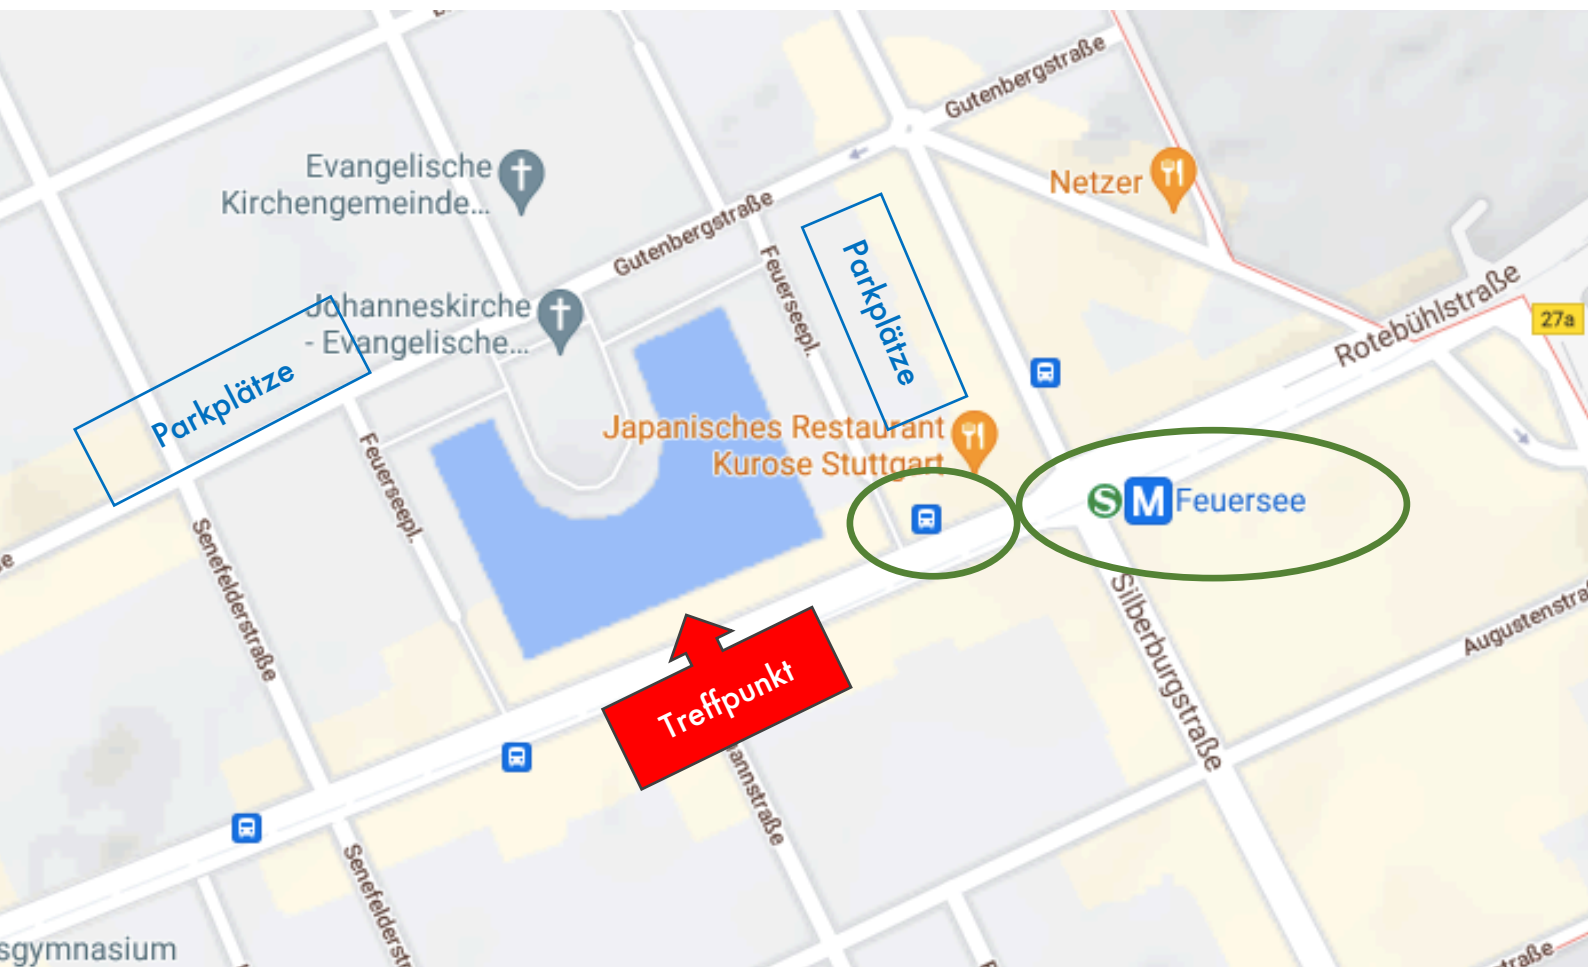 Gutenbergstraße
Evangelische
Kirchengemeinde...
Netzer
Gutenbergstraße
Feuerseepl.
Parkplätze
Johanneskirche
- Evangelische...
Rotebühlstraße
27a
Parkplätze
Japanisches Restaurant
Kurose Stuttgart
Feuerseepl.
S M Feuersee
Senefelderstraße
Silberburgstraße
Augustenstra
Treffpunkt
annstraße
Senefelderstr
sgymnasium
traße